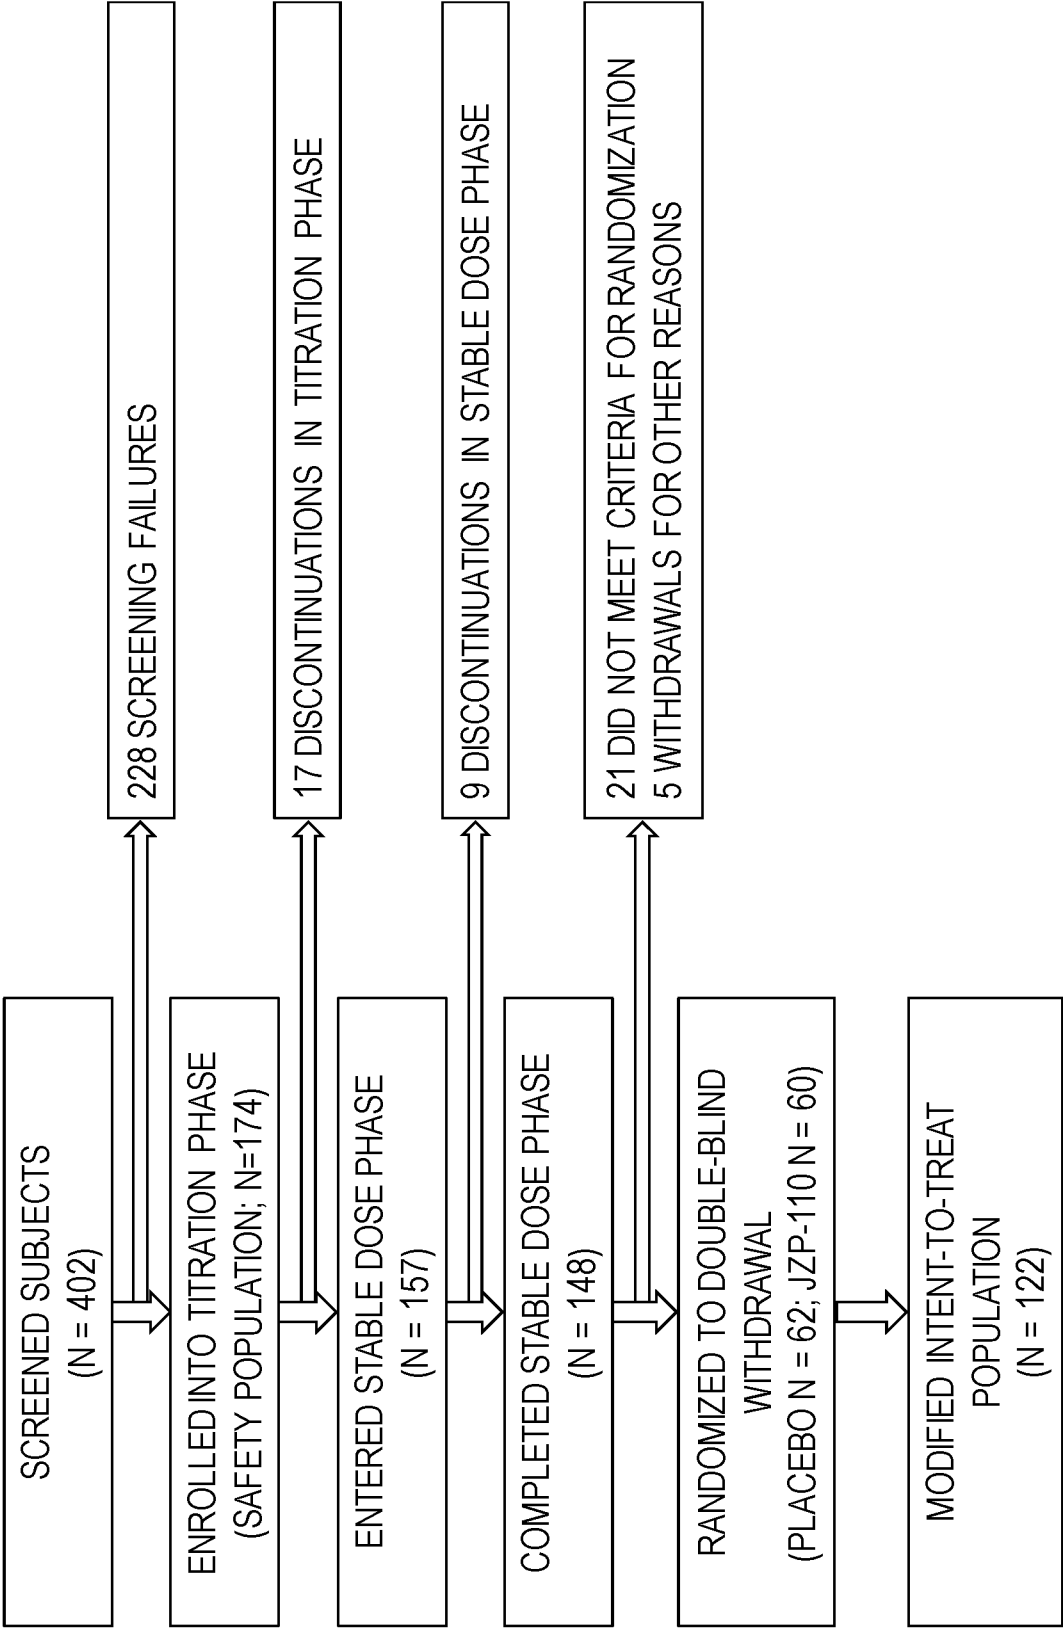 SCREENED SUBJECTS
(N = 402)
228 SCREENING FAILURES
ENROLLED INTO TITRATION PHASE
(SAFETY POPULATION; N=174)
17 DISCONTINUATIONS IN TITRATION PHASE
ENTERED STABLE DOSE PHASE
(N = 157)
9 DISCONTINUATIONS IN STABLE DOSE PHASE
COMPLETED STABLE DOSE PHASE
(N = 148)
21 DID NOT MEET CRITERIA FOR RANDOMIZATION
5 WITHDRAWALS FOR OTHER REASONS
RANDOMIZED TO DOUBLE-BLIND
WITHDRAWAL
(PLACEBO N = 62; JZP-110 N = 60)
MODIFIED INTENT-TO-TREAT
POPULATION
(N = 122)